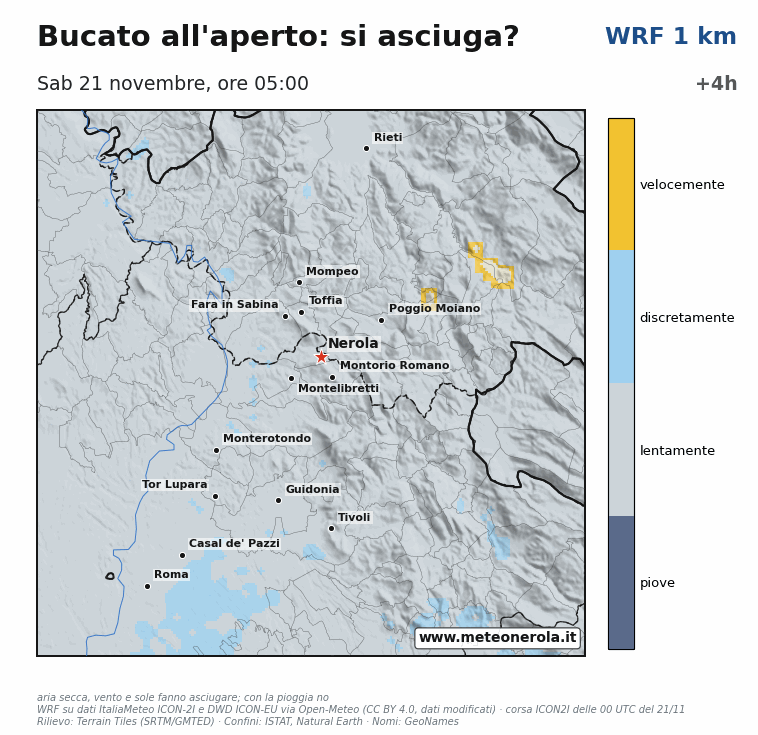 Bucato all'aperto: si asciuga?
WRF 1 km
Sab 21 novembre, ore 05:00
+4h
Rieti
velocemente
Mompeo
Fara in Sabina
Toffia
Poggio Moiano
discretamente
Nerola
Montorio Romano
Montelibretti
Monterotondo
lentamente
Tor Lupara
Guidonia
Tivoli
Casal de' Pazzi
Roma
piove
www.meteonerola.it
aria secca, vento e sole fanno asciugare; con la pioggia no
WRF su dati ItaliaMeteo ICON-2I e DWD ICON-EU via Open-Meteo (CC BY 4.0, dati modificati) · corsa ICON2I delle 00 UTC del 21/11
Rilievo: Terrain Tiles (SRTM/GMTED) · Confini: ISTAT, Natural Earth · Nomi: GeoNames